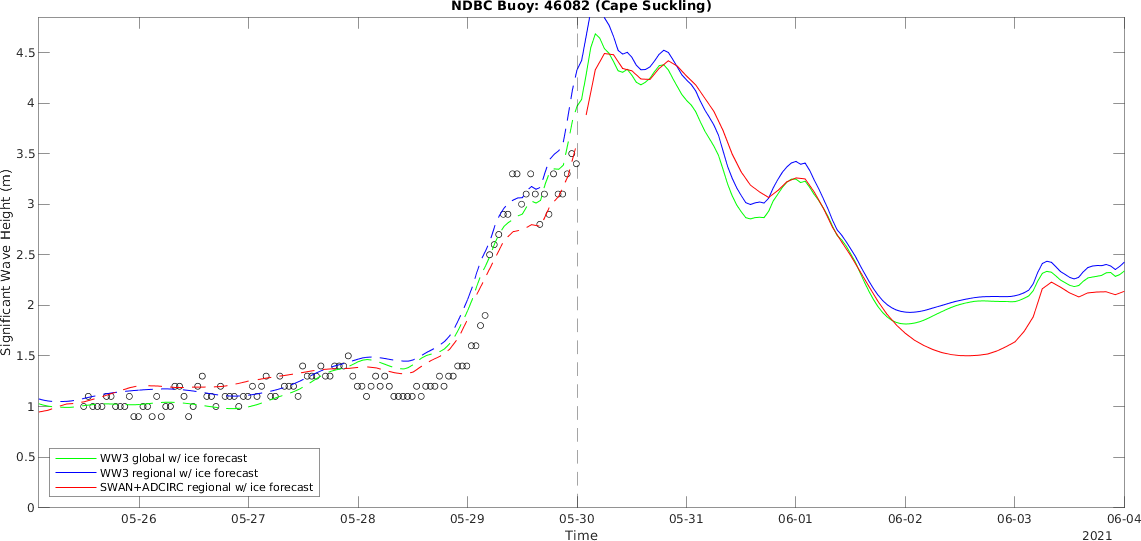 NDBC Buoy: 46082 (Cape Suckling)
4.5
4
3.5
3
2.5
2
1.5
1
0.5
0
Significant Wave Height (m)
WW3 global w/ ice forecast
WW3 regional w/ ice forecast
SWAN+ADCIRC regional w/ ice forecast
05-26 05-27 05-28 05-29 05-30 05-31 06-01 06-02 06-03 06-04
Time
2021